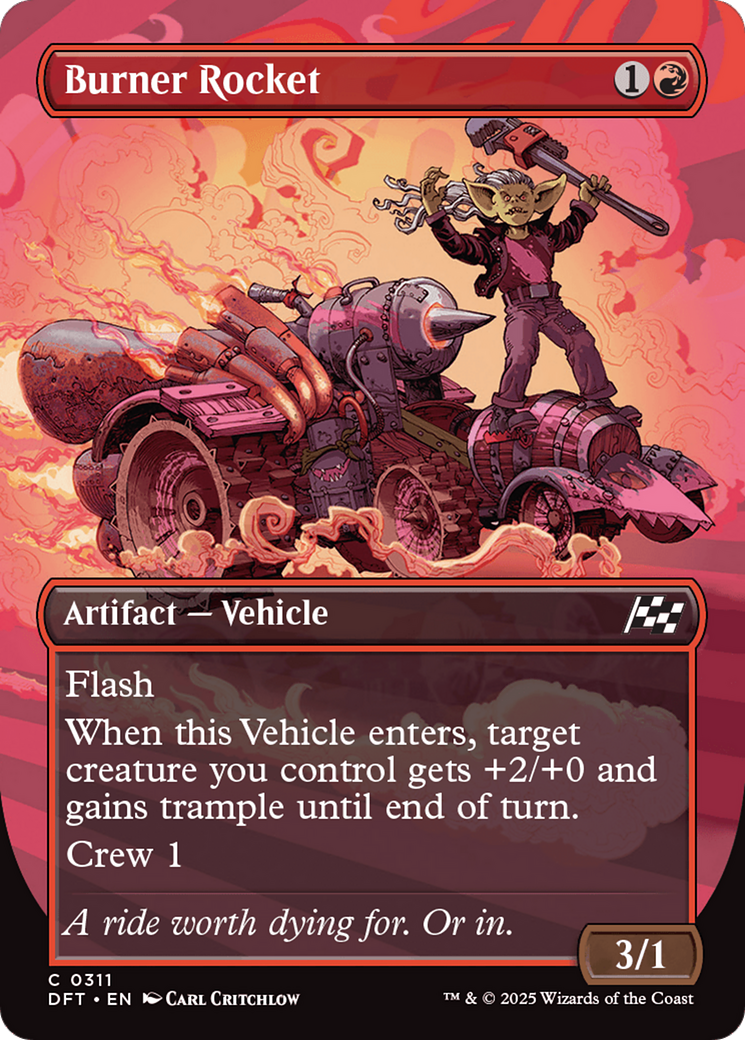 Burner Rocket 1
Artifact — Vehicle
Flash
When this Vehicle enters, target
creature you control gets +2/+0 and
gains trample until end of turn.
Crew 1
A ride worth dying for. Or in.
3/1
C 0311
DFT • EN Carl Critchlow ™ & © 2025 Wizards of the Coast